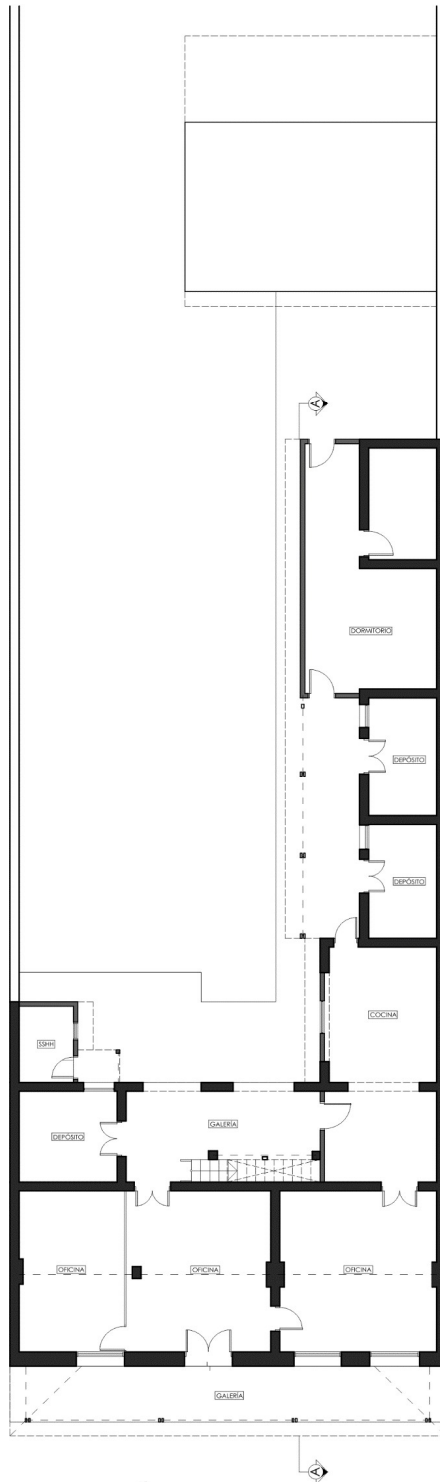 A
DORMITORIO
DEPÓSITO
DEPÓSITO
COCINA
SSHH
GALERÍA
DEPÓSITO
OFICINA
OFICINA
OFICINA
GALERÍA
A